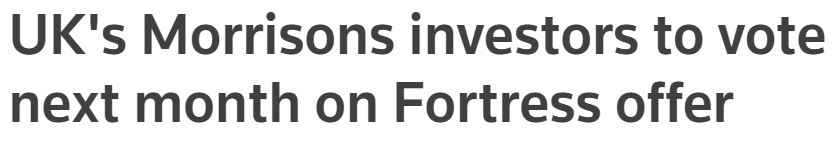 UK's Morrisons investors to vote
next month on Fortress offer